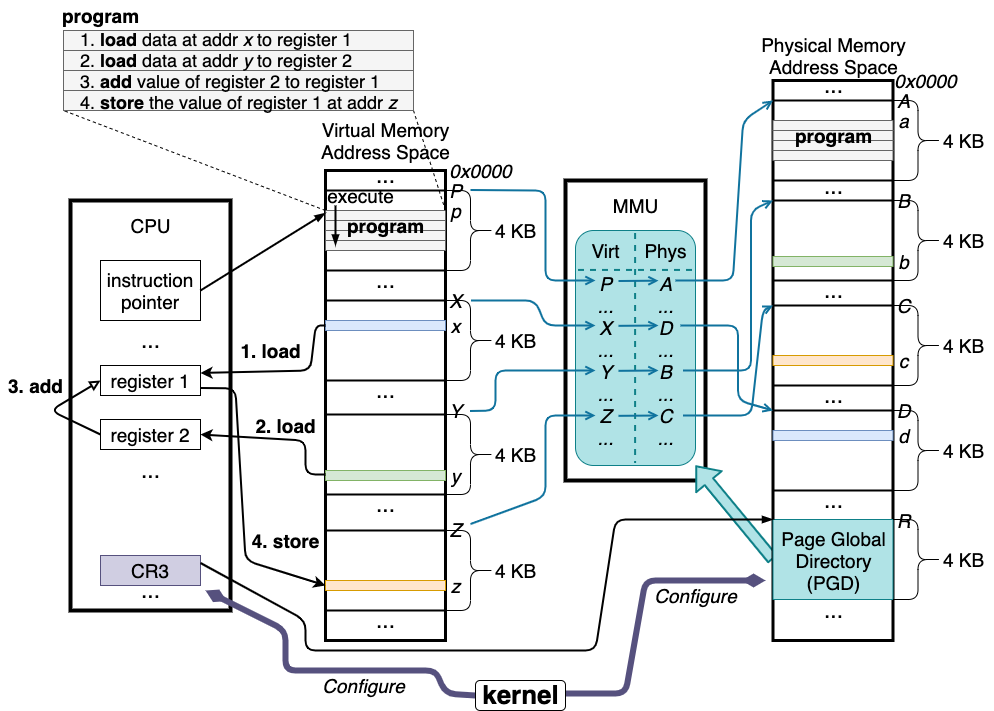 program
1. load data at addr x to register 1
2. load data at addr y to register 2
3. add value of register 2 to register 1
4. store the value of register 1 at addr z
Virtual Memory
Address Space
0x0000
...
P
execute
p
program
4 KB
...
X
x
4 KB
...
Y
y
4 KB
...
Z
z
4 KB
...
CPU
instruction
pointer
...
register 1
register 2
...
CR3
...
1. load
2. load
3. add
4. store
MMU
Virt Phys
P A
... ...
X D
... ...
Y B
... ...
Z C
... ...
Physical Memory
Address Space
0x0000
...
A
a
program
4 KB
...
B
b
4 KB
...
C
c
4 KB
...
D
d
4 KB
...
R
Page Global
Directory
(PGD)
4 KB
...
Configure
Configure
kernel